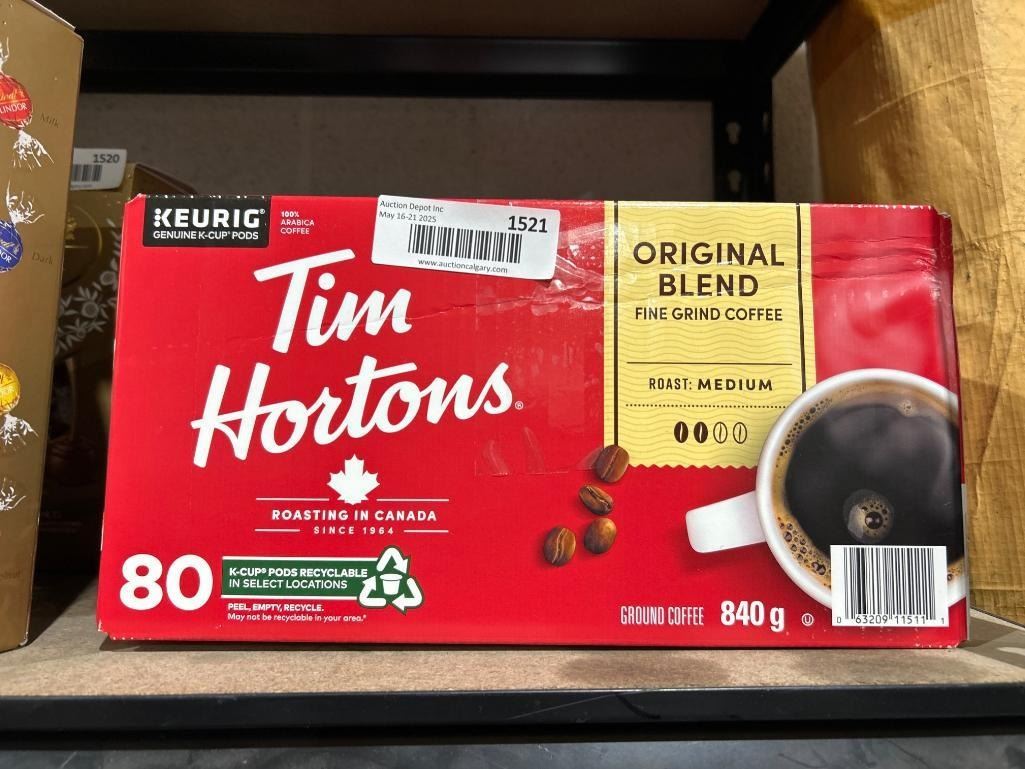 LINDOR
Milk
1520
Dark
KEURIG®
GENUINE K-CUP® PODS
100%
ARABICA
COFFEE
Auction Depot Inc
May 16-21 2025
1521
www.auctioncalgary.com
Tim
Hortons®
ROASTING IN CANADA
SINCE 1964
80
K-CUP® PODS RECYCLABLE
IN SELECT LOCATIONS
PEEL, EMPTY, RECYCLE.
May not be recyclable in your area.*
ORIGINAL
BLEND
FINE GRIND COFFEE
ROAST: MEDIUM
GROUND COFFEE 840 g
U
0 63209 11511 1